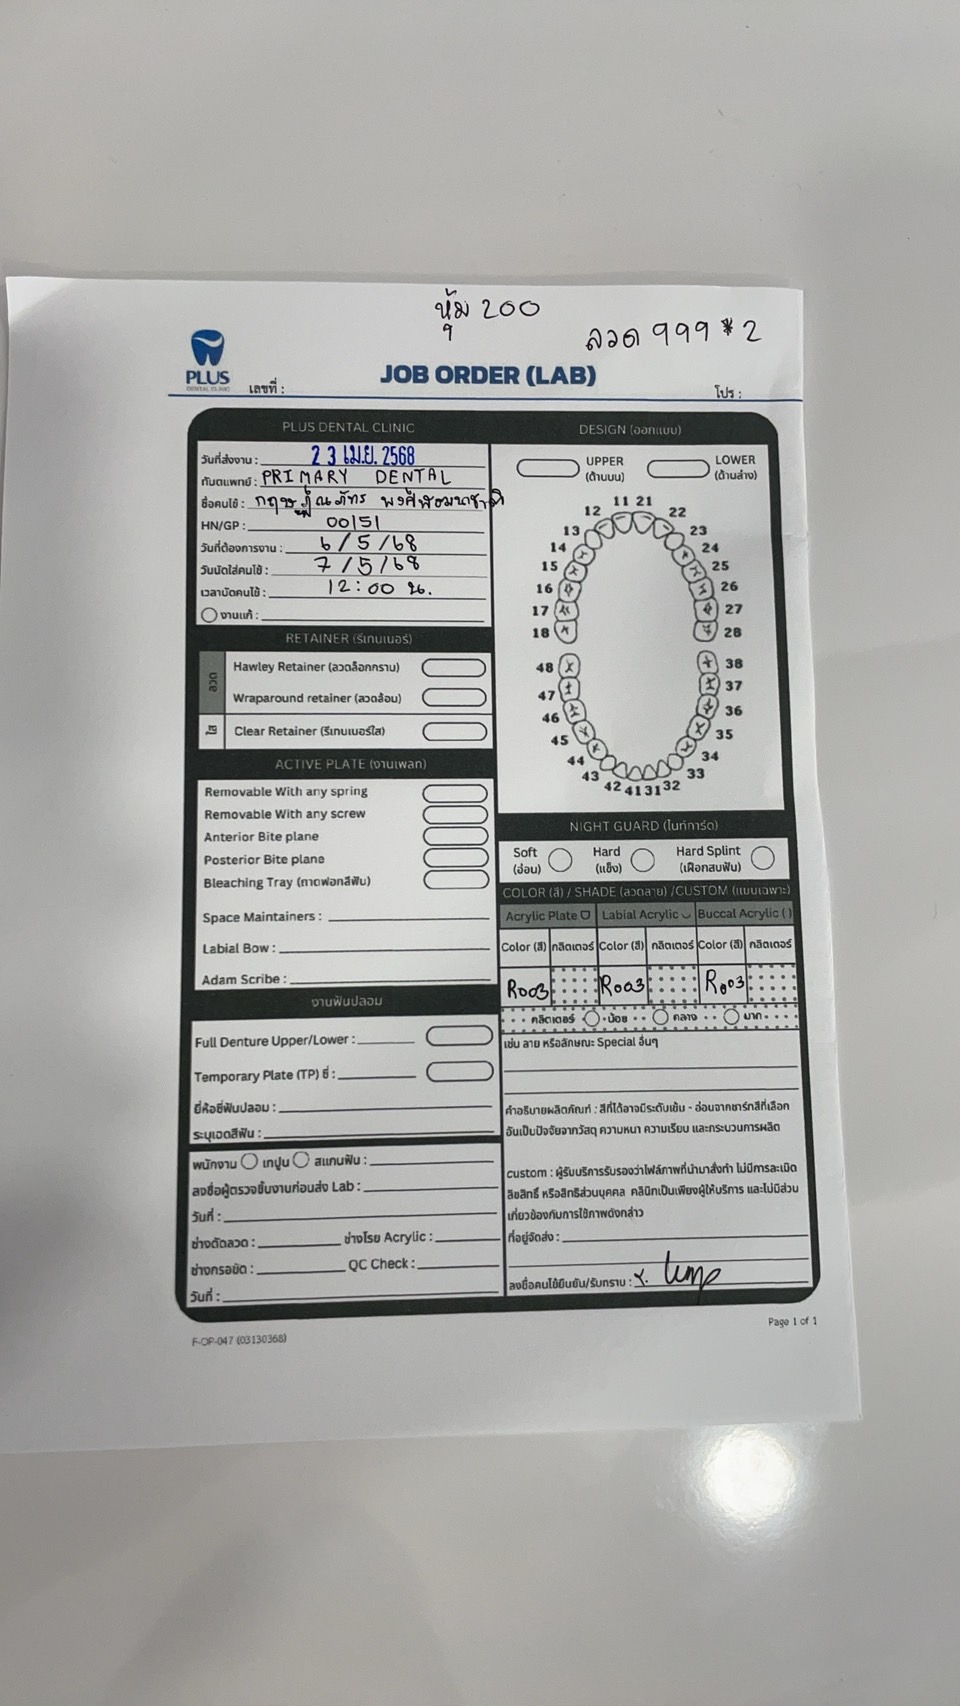 หุ้ม 200
ลวด 999 * 2
PLUS
DENTAL CLINIC
เลขที่ :
JOB ORDER (LAB)
โปร :
PLUS DENTAL CLINIC
วันที่ส่งงาน : 23 เม.ย. 2568
ทันตแพทย์ : PRIMARY DENTAL
ชื่อคนไข้ :
HN/GP : 00151
วันที่ต้องการงาน : 6/5/68
วันนัดใส่คนไข้ : 7/5/68
เวลานัดคนไข้ : 12:00 น.
งานแก้ :
RETAINER (รีเทนเนอร์)
ลวด
Hawley Retainer (ลวดล็อกกราม)
Wraparound retainer (ลวดล้อม)
ใส
Clear Retainer (รีเทนเนอร์ใส)
ACTIVE PLATE (งานเพลท)
Removable With any spring
Removable With any screw
Anterior Bite plane
Posterior Bite plane
Bleaching Tray (ถาดฟอกสีฟัน)
Space Maintainers :
Labial Bow :
Adam Scribe :
งานฟันปลอม
Full Denture Upper/Lower :
Temporary Plate (TP) ซี่ :
ยี่ห้อซี่ฟันปลอม :
ระบุเฉดสีฟัน :
พนักงาน เทปูน สแกนฟัน :
ลงชื่อผู้ตรวจชิ้นงานก่อนส่ง Lab :
วันที่ :
ช่างดัดลวด : ช่างโรย Acrylic :
ช่างกรอขัด : QC Check :
วันที่ :
DESIGN (ออกแบบ)
UPPER (ด้านบน)
LOWER (ด้านล่าง)
11 21
12 22
13 23
14 24
15 25
16 26
17 27
18 28
48 38
47 37
46 36
45 35
44 34
43 33
42 41 31 32
NIGHT GUARD (ไนท์การ์ด)
Soft (อ่อน)
Hard (แข็ง)
Hard Splint (เฝือกสบฟัน)
COLOR (สี) / SHADE (ลวดลาย) /CUSTOM (แบบเฉพาะ)
Acrylic Plate Labial Acrylic Buccal Acrylic ( )
Color (สี) กลิตเตอร์ Color (สี) กลิตเตอร์ Color (สี) กลิตเตอร์
R003 R003 R003
กลิตเตอร์ น้อย กลาง มาก
เช่น ลาย หรือลักษณะ Special อื่นๆ
คำอธิบายผลิตภัณฑ์ : สีที่ได้อาจมีระดับเข้ม - อ่อนจากชาร์ทสีที่เลือก
อันเป็นปัจจัยจากวัสดุ ความหนา ความเรียบ และกระบวนการผลิต
custom : ผู้รับบริการรับรองว่าไฟล์ภาพที่นำมาสั่งทำ ไม่มีการละเมิด
ลิขสิทธิ์ หรือสิทธิส่วนบุคคล คลินิกเป็นเพียงผู้ให้บริการ และไม่มีส่วน
เกี่ยวข้องกับการใช้ภาพดังกล่าว
ที่อยู่จัดส่ง :
ลงชื่อคนไข้ยืนยัน/รับทราบ :
F-OP-047 (03130368)
Page 1 of 1